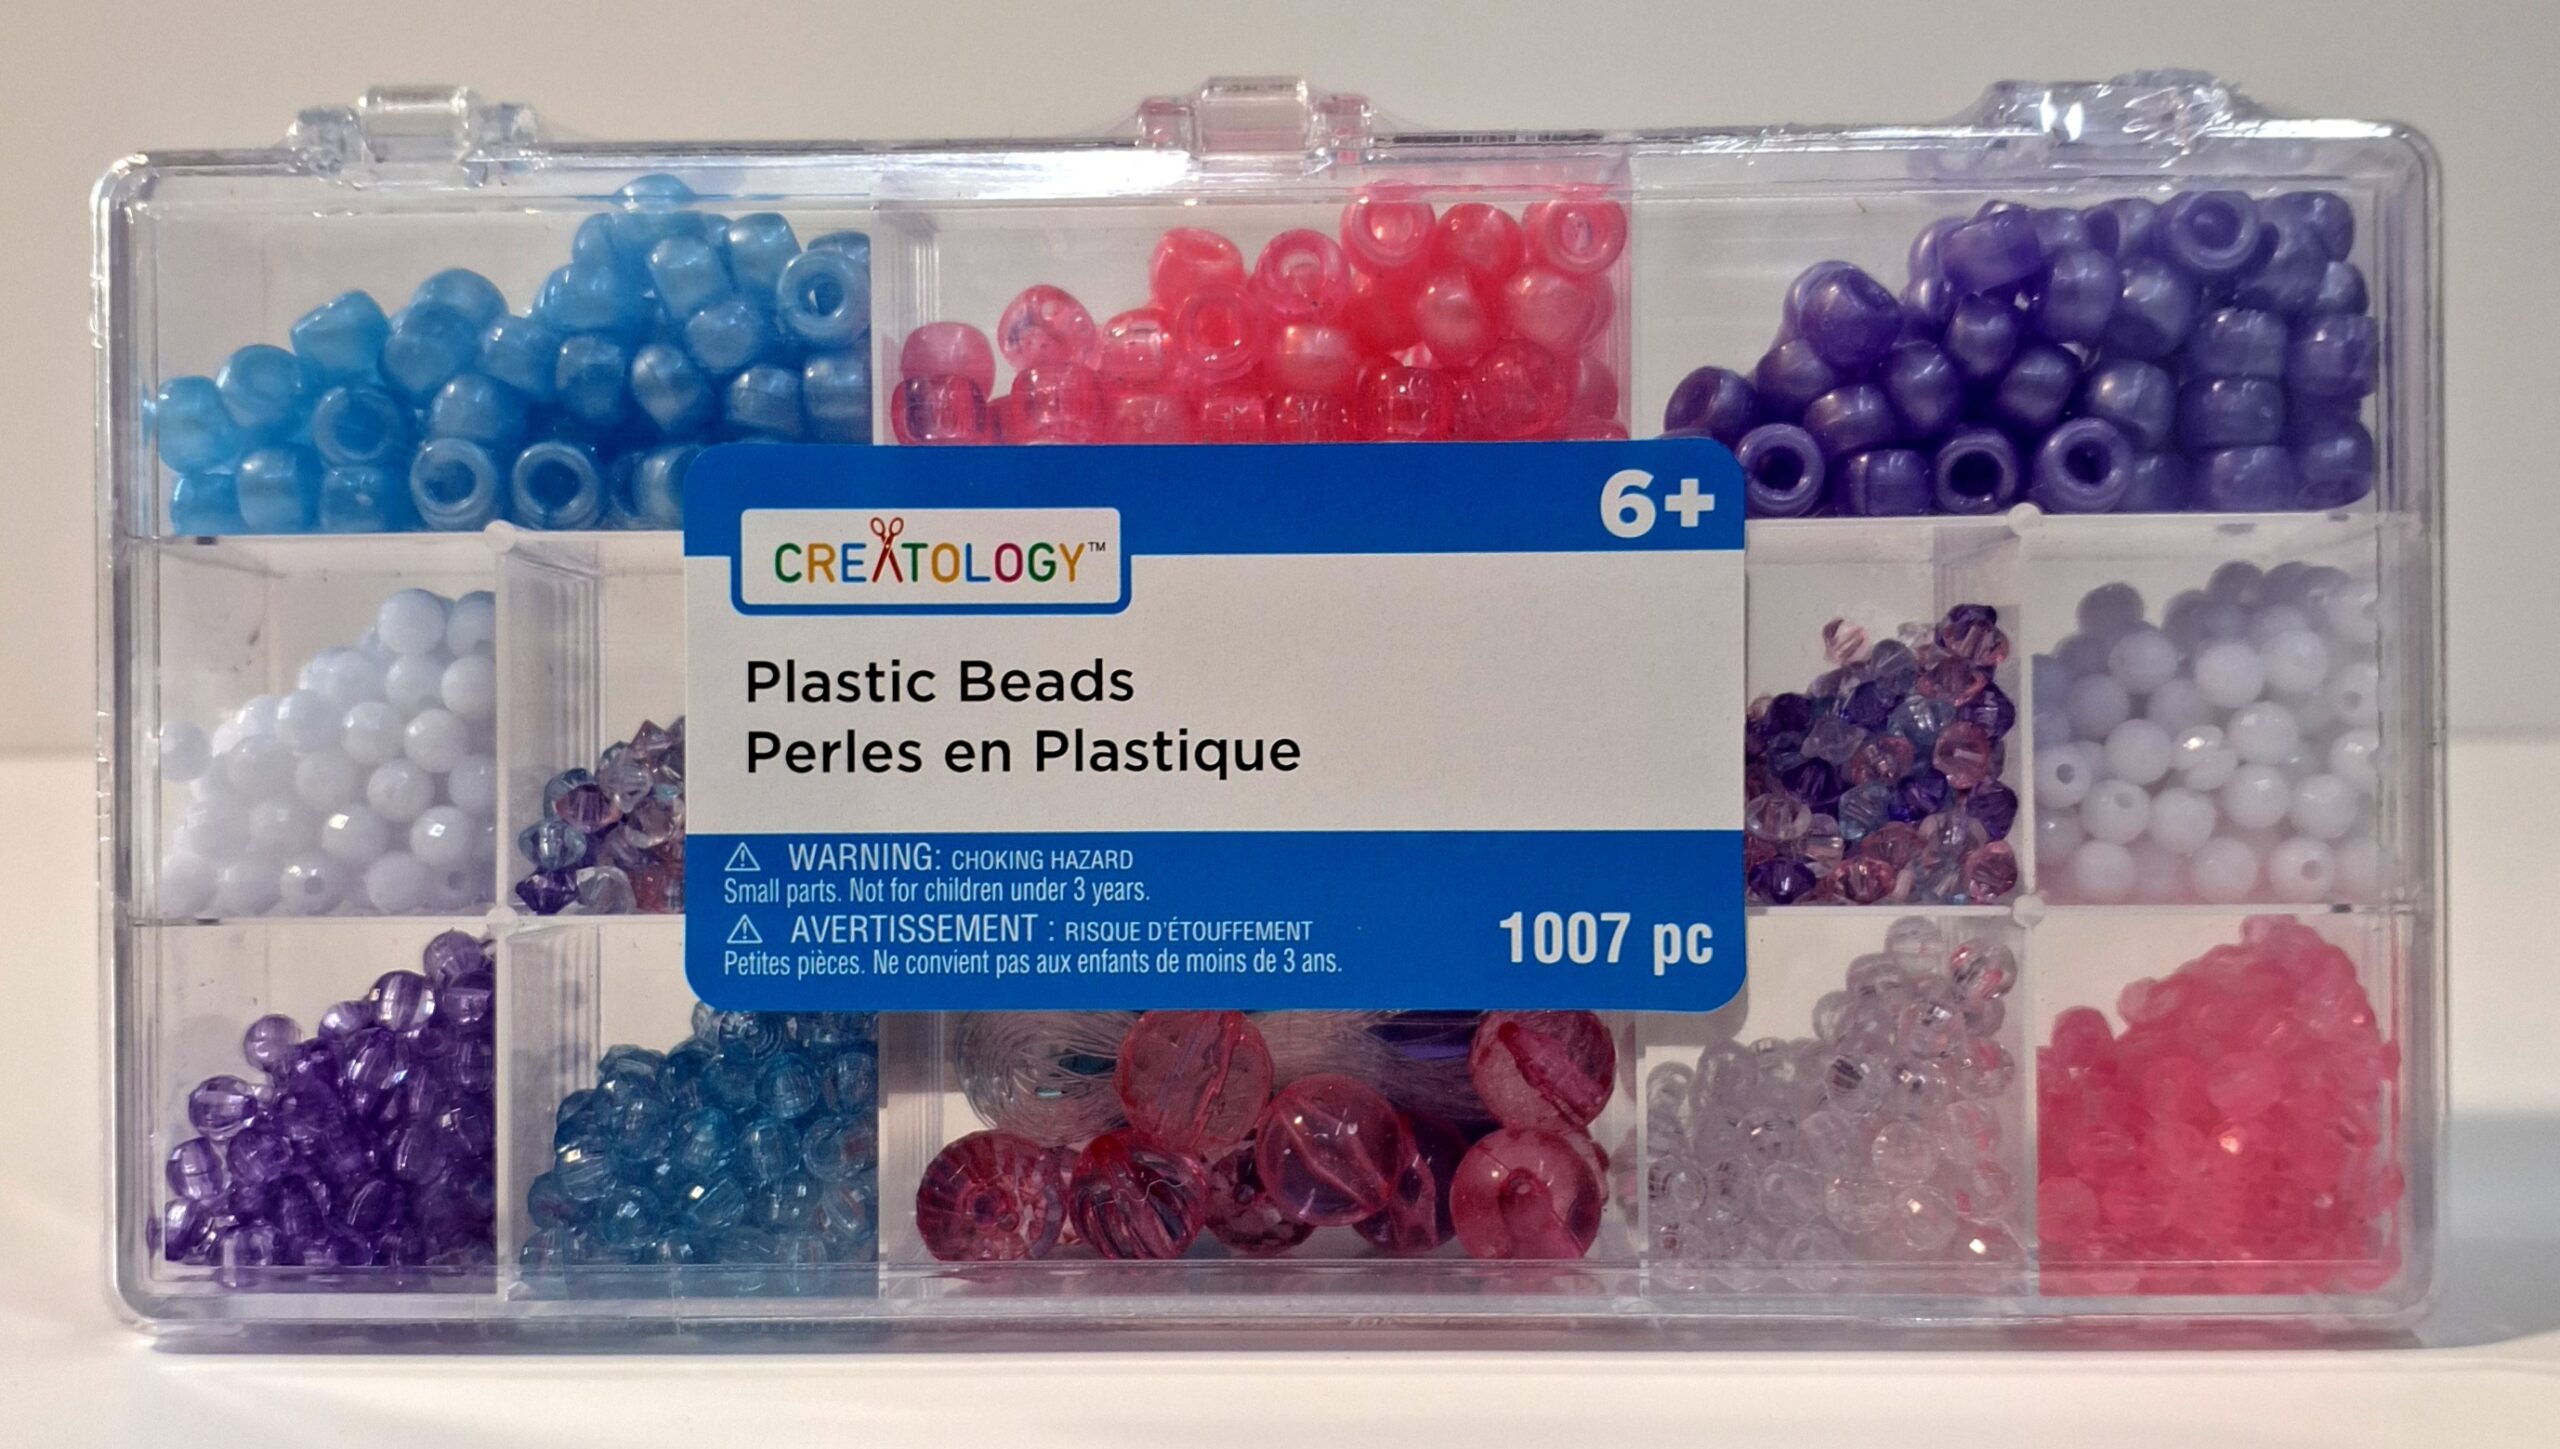 6+
CREATOLOGY™
Plastic Beads
Perles en Plastique
⚠ WARNING: CHOKING HAZARD
Small parts. Not for children under 3 years.
⚠ AVERTISSEMENT : RISQUE D'ÉTOUFFEMENT
Petites pièces. Ne convient pas aux enfants de moins de 3 ans.
1007 pc